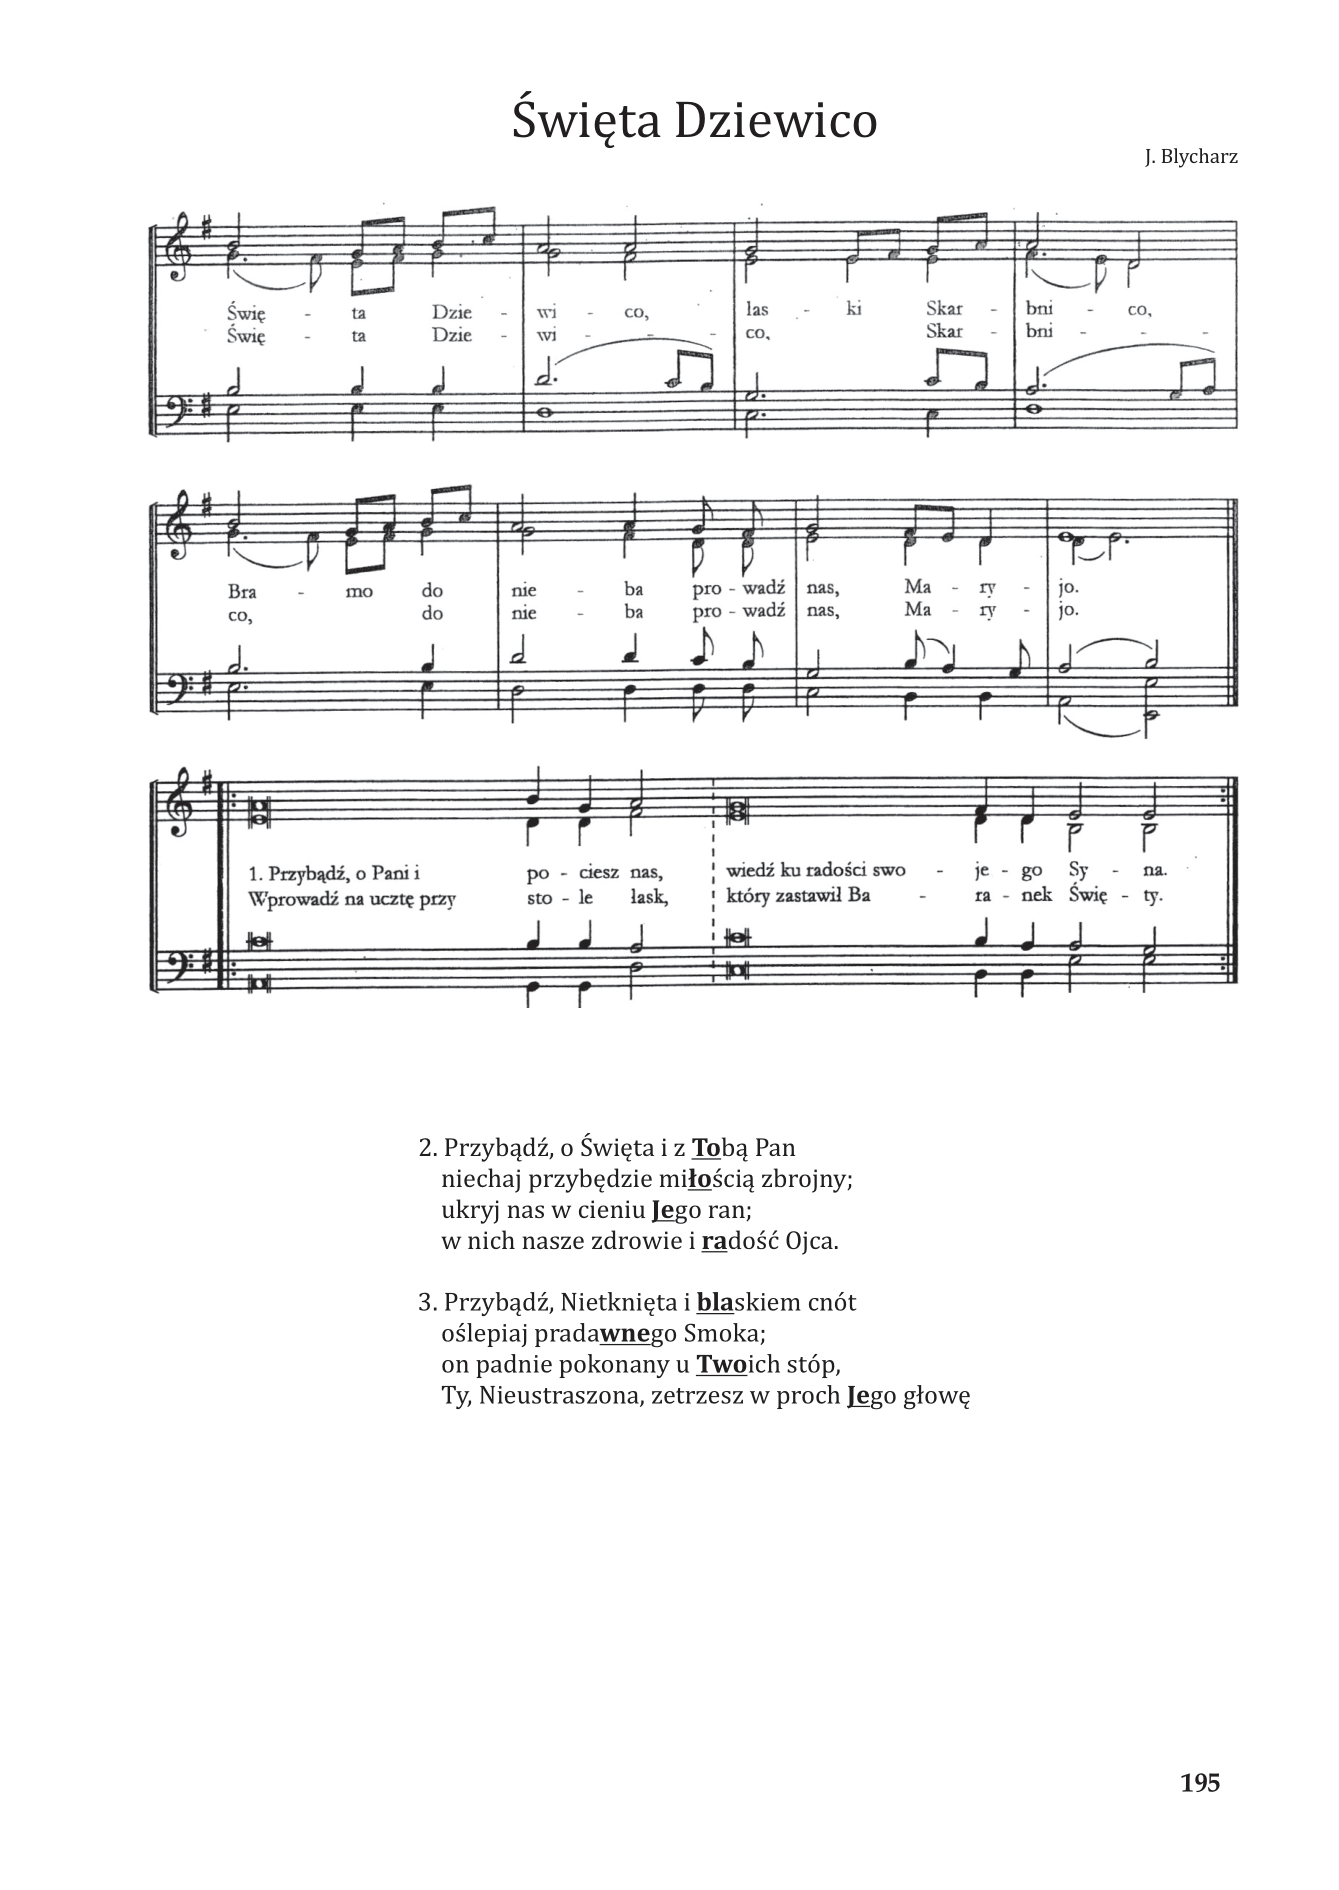 Święta Dziewico
J. Blycharz
Świę - ta Dzie - wi - co, łas - ki Skar - bni - co,
Świę - ta Dzie - wi - - - co, Skar - bni - - -
Bra - mo do nie - ba pro - wadź nas, Ma - ry - jo.
co, do nie - ba pro - wadź nas, Ma - ry - jo.
1. Przybądź, o Pani i po - ciesz nas, wiedź ku radości swo - je - go Sy - na.
Wprowadź na ucztę przy sto - le łask, który zastawił Ba - ra - nek Świę - ty.
2. Przybądź, o Święta i z Tobą Pan
niechaj przybędzie miłością zbrojny;
ukryj nas w cieniu Jego ran;
w nich nasze zdrowie i radość Ojca.
3. Przybądź, Nietknięta i blaskiem cnót
oślepiaj pradawnego Smoka;
on padnie pokonany u Twoich stóp,
Ty, Nieustraszona, zetrzesz w proch Jego głowę
195